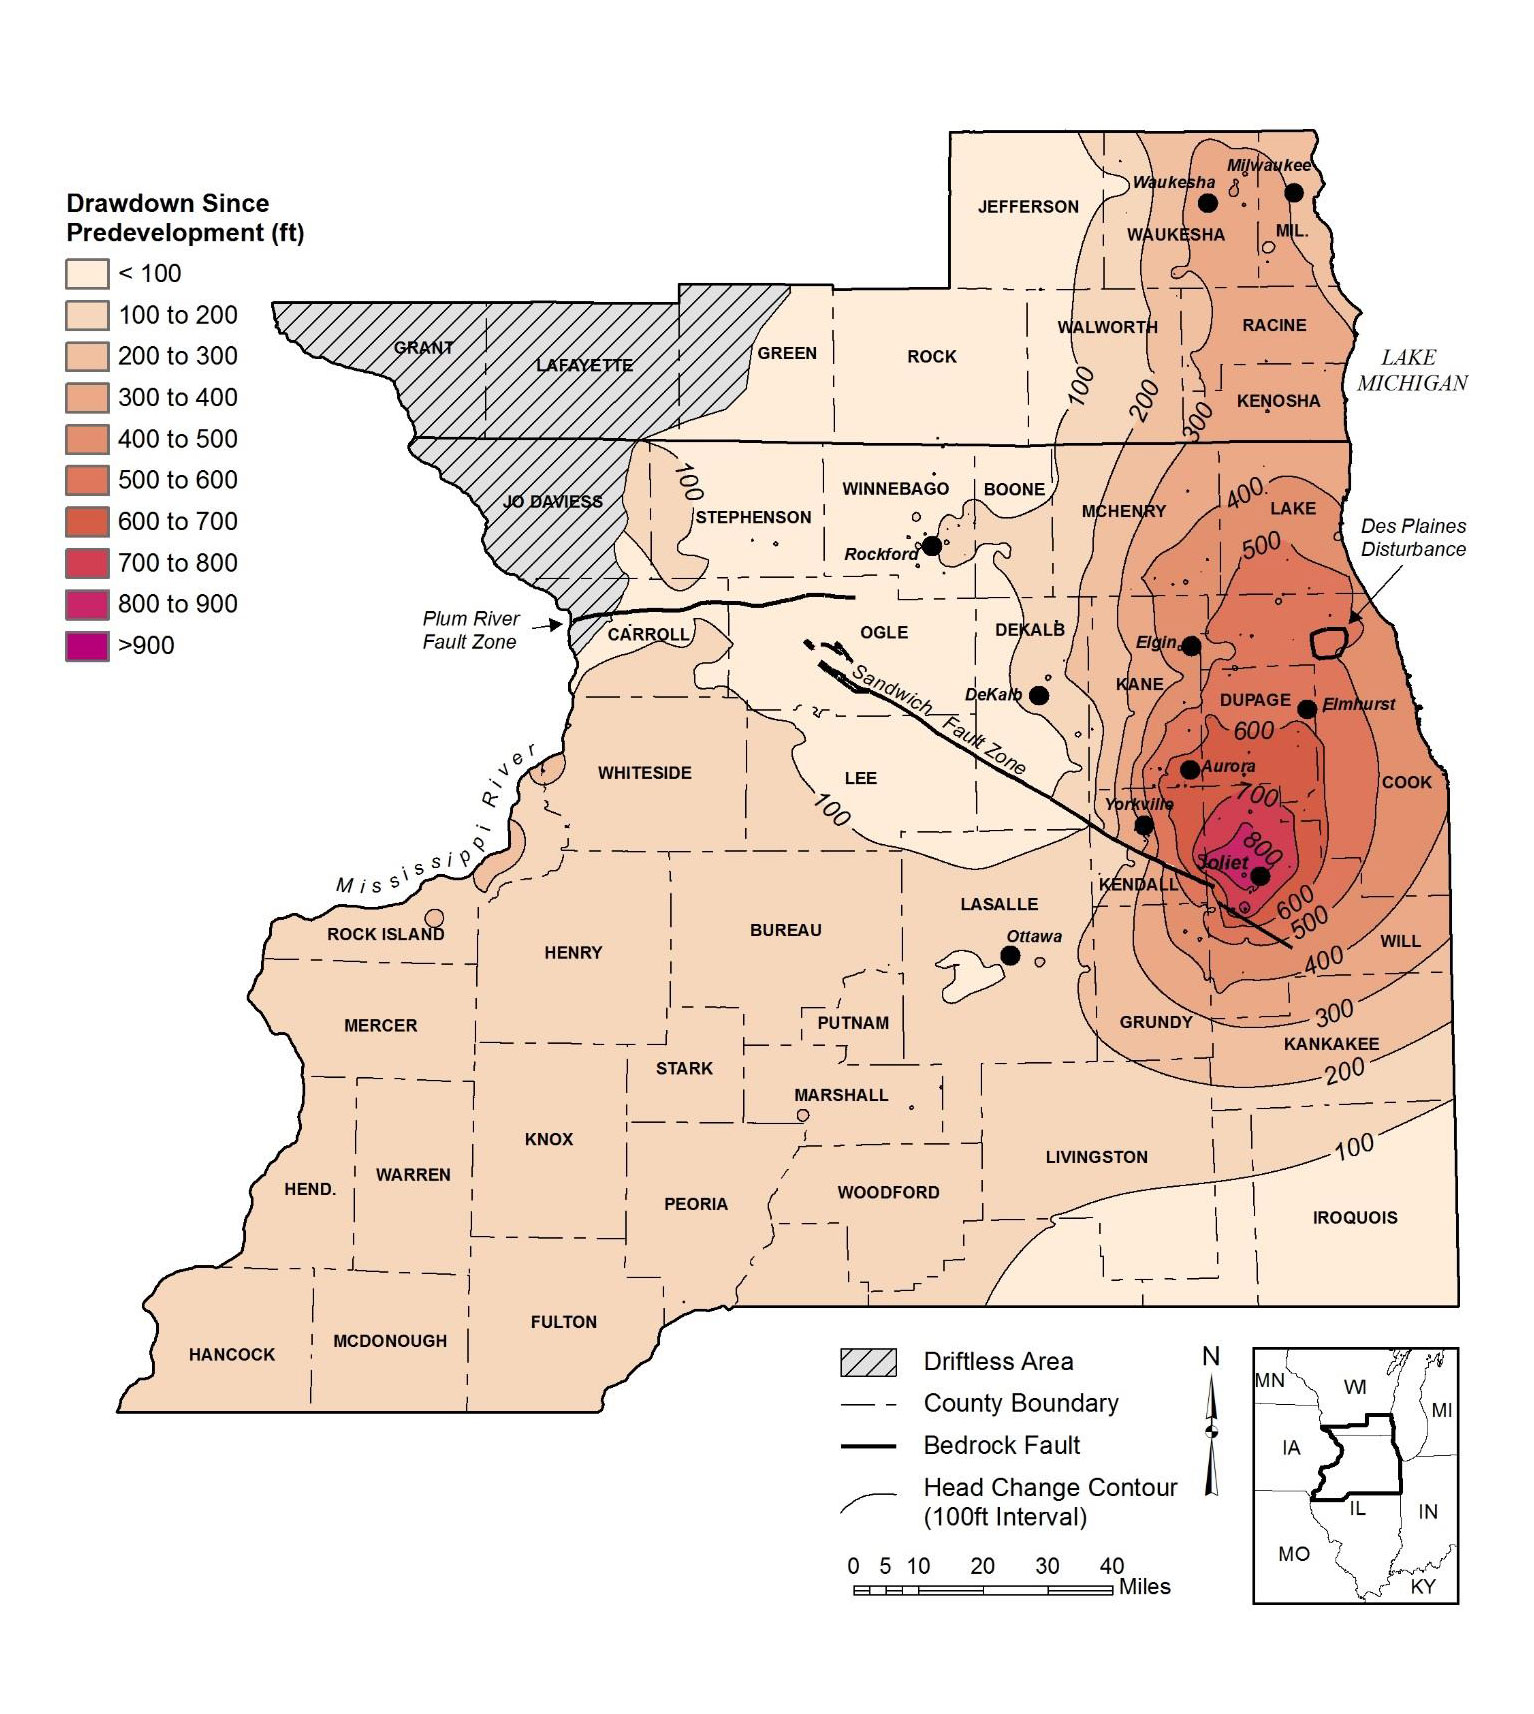 Drawdown Since
Predevelopment (ft)
< 100
100 to 200
200 to 300
300 to 400
400 to 500
500 to 600
600 to 700
700 to 800
800 to 900
>900
Milwaukee
Waukesha
JEFFERSON
WAUKESHA
MIL.
GRANT
LAFAYETTE
GREEN
ROCK
WALWORTH
RACINE
LAKE
MICHIGAN
KENOSHA
100
200
300
JO DAVIESS
100
STEPHENSON
WINNEBAGO
BOONE
MCHENRY
400
LAKE
500
Des Plaines
Disturbance
Rockford
Plum River
Fault Zone
CARROLL
OGLE
DEKALB
Elgin
KANE
DeKalb
Sandwich Fault Zone
DUPAGE
Elmhurst
600
WHITESIDE
LEE
Aurora
COOK
Mississippi River
100
Yorkville
700
800
Joliet
KENDALL
600
500
400
WILL
ROCK ISLAND
HENRY
BUREAU
LASALLE
Ottawa
MERCER
PUTNAM
GRUNDY
300
KANKAKEE
200
STARK
MARSHALL
KNOX
LIVINGSTON
100
HEND.
WARREN
PEORIA
WOODFORD
IROQUOIS
HANCOCK
MCDONOUGH
FULTON
Driftless Area
County Boundary
Bedrock Fault
Head Change Contour
(100ft Interval)
0 5 10 20 30 40
Miles
N
MN
WI
MI
IA
IL
IN
MO
KY